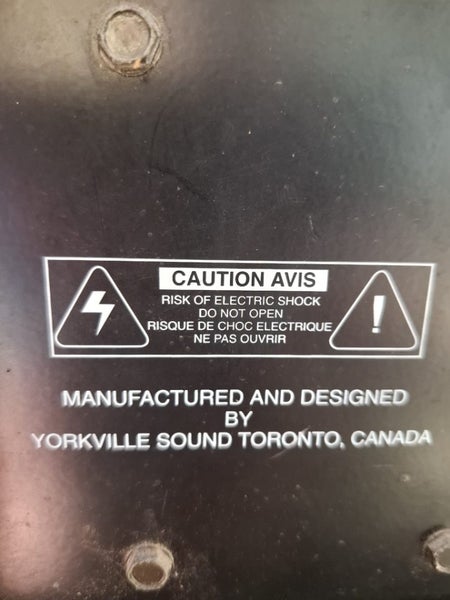 CAUTION AVIS
RISK OF ELECTRIC SHOCK
DO NOT OPEN
RISQUE DE CHOC ELECTRIQUE
NE PAS OUVRIR
!
MANUFACTURED AND DESIGNED
BY
YORKVILLE SOUND TORONTO, CANADA